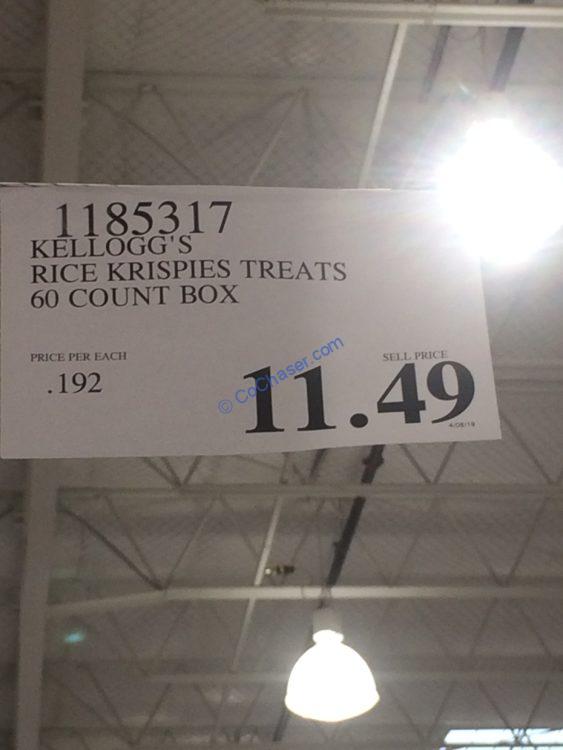 1185317
KELLOGG'S
RICE KRISPIES TREATS
60 COUNT BOX
PRICE PER EACH
.192
SELL PRICE
11.49
4/08/19
© CoChaser.com